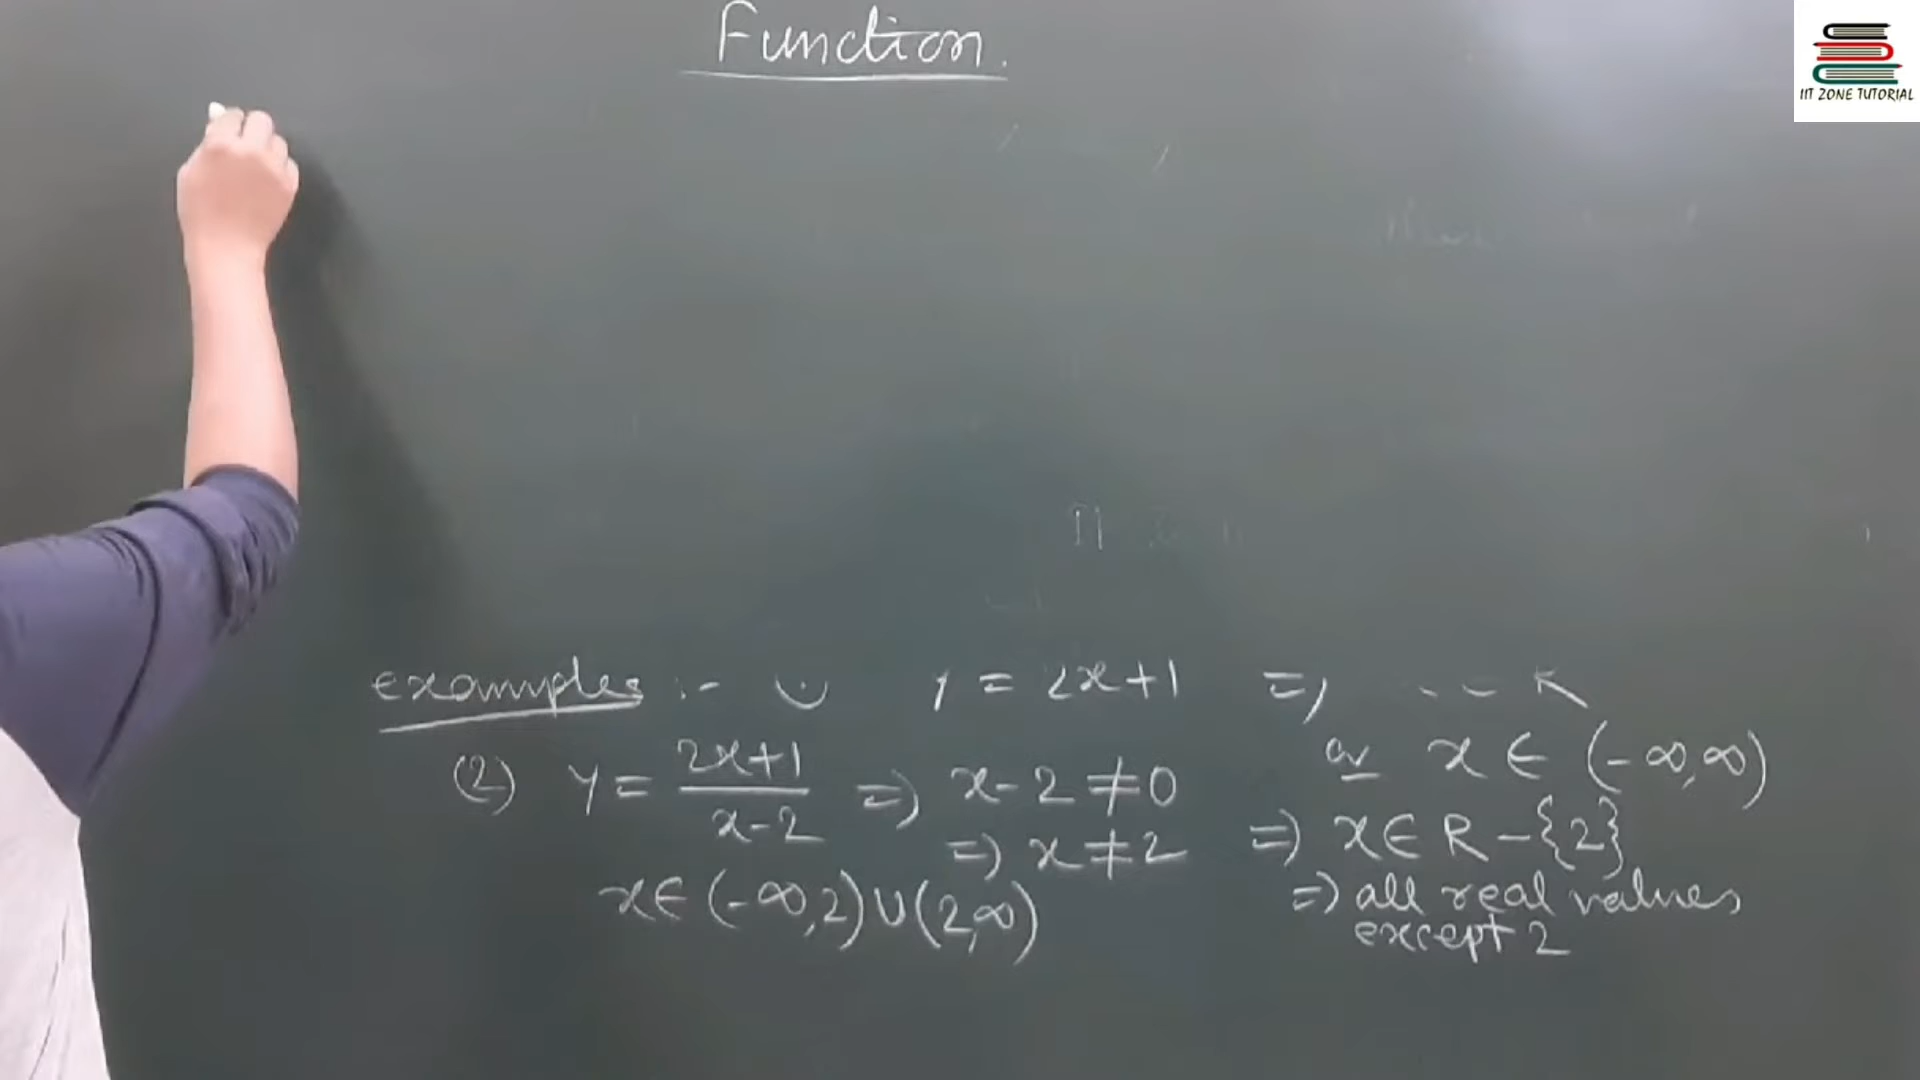 Function.
IIT ZONE TUTORIAL
examples :- y = 2x+1 =>
(2) y = \frac{2x+1}{x-2} => x-2 ≠ 0
or x ∈ (-∞,∞)
=> x ≠ 2 => x ∈ R - {2}
x ∈ (-∞,2) ∪ (2,∞) => all real values
except 2